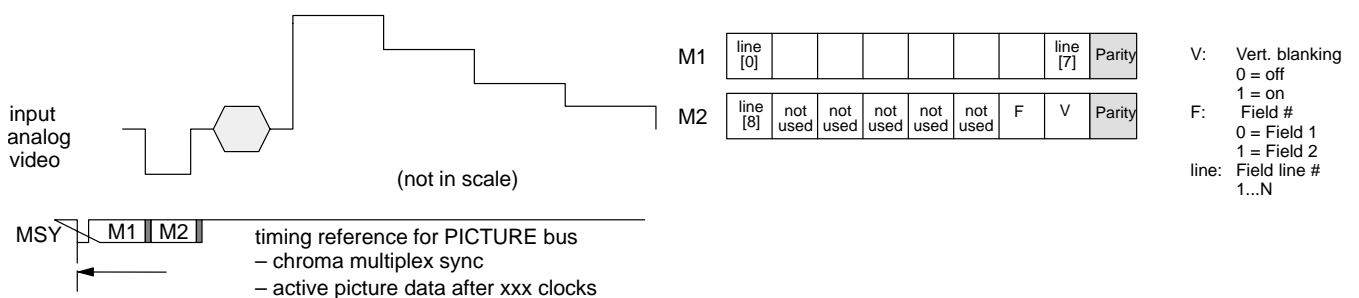 input
analog
video
(not in scale)
MSY
M1
M2
timing reference for PICTURE bus
– chroma multiplex sync
– active picture data after xxx clocks
M1
line
[0]
line
[7]
Parity
M2
line
[8]
not
used
not
used
not
used
not
used
not
used
F
V
Parity
V: Vert. blanking
0 = off
1 = on
F: Field #
0 = Field 1
1 = Field 2
line: Field line #
1...N